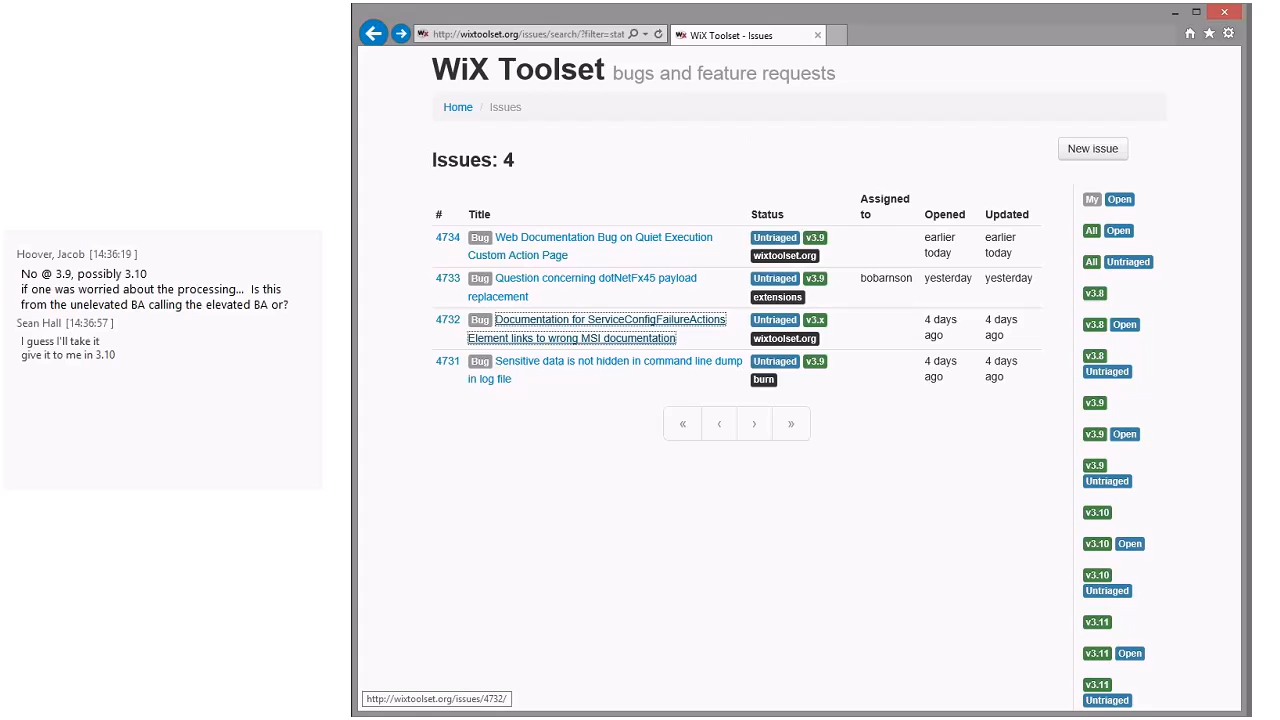 Hoover, Jacob [14:36:19 ]
No @ 3.9, possibly 3.10
if one was worried about the processing... Is this
from the unelevated BA calling the elevated BA or?
Sean Hall [14:36:57 ]
I guess I'll take it
give it to me in 3.10
http://wixtoolset.org/issues/search/?filter=stat
WiX Toolset - Issues
WiX Toolset bugs and feature requests
Home / Issues
Issues: 4
New issue
# Title Status Assigned to Opened Updated
4734 Bug Web Documentation Bug on Quiet Execution Untriaged v3.9 earlier earlier
Custom Action Page wixtoolset.org today today
4733 Bug Question concerning dotNetFx45 payload Untriaged v3.9 bobarnson yesterday yesterday
replacement extensions
4732 Bug Documentation for ServiceConfigFailureActions Untriaged v3.x 4 days 4 days
Element links to wrong MSI documentation wixtoolset.org ago ago
4731 Bug Sensitive data is not hidden in command line dump Untriaged v3.9 4 days 4 days
in log file burn ago ago
« ‹ › »
My Open
All Open
All Untriaged
v3.8
v3.8 Open
v3.8
Untriaged
v3.9
v3.9 Open
v3.9
Untriaged
v3.10
v3.10 Open
v3.10
Untriaged
v3.11
v3.11 Open
v3.11
Untriaged
http://wixtoolset.org/issues/4732/